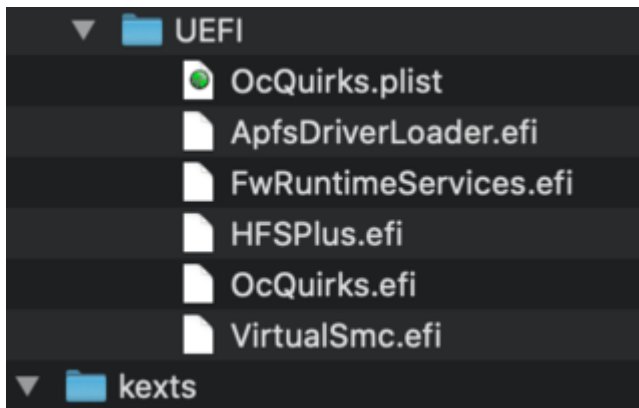 UEFI
OcQuirks.plist
ApfsDriverLoader.efi
FwRuntimeServices.efi
HFSPlus.efi
OcQuirks.efi
VirtualSmc.efi
kexts